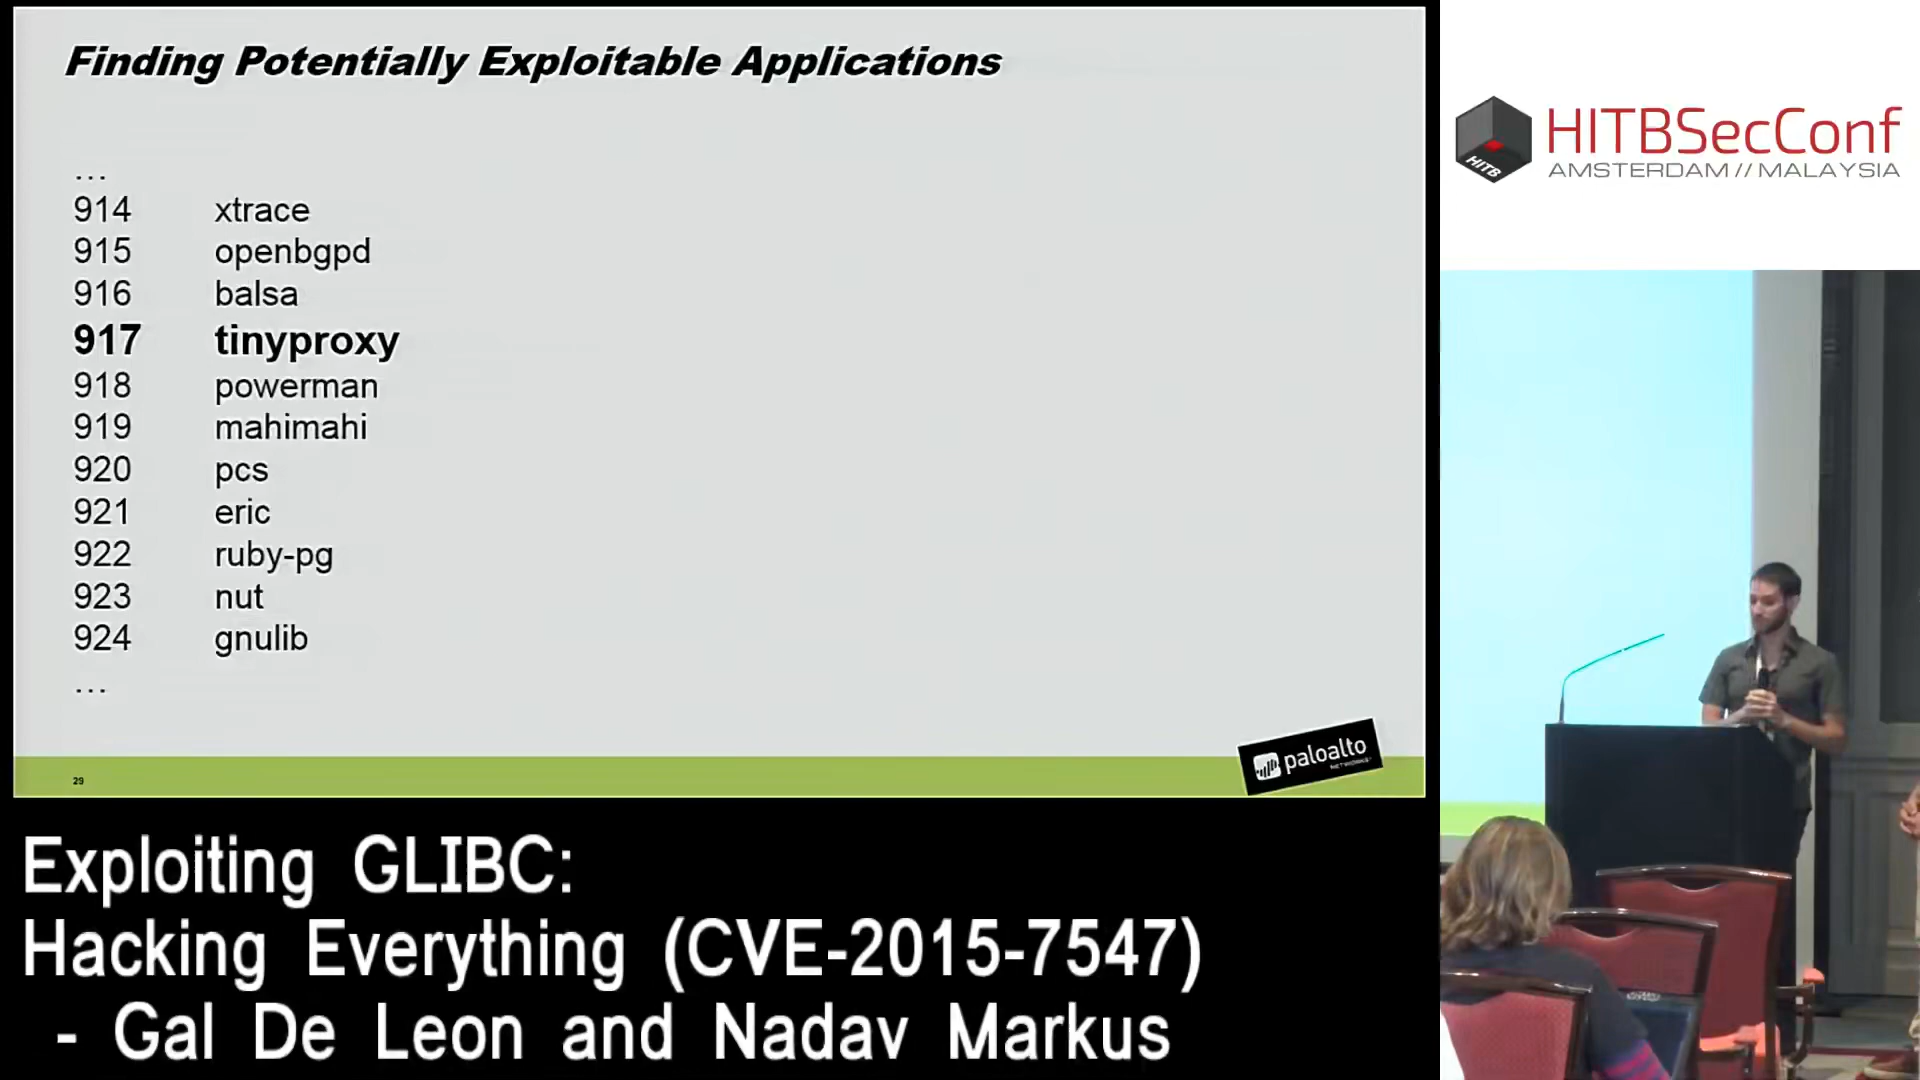 Finding Potentially Exploitable Applications
...
914 xtrace
915 openbgpd
916 balsa
917 tinyproxy
918 powerman
919 mahimahi
920 pcs
921 eric
922 ruby-pg
923 nut
924 gnulib
...
29
paloalto
NETWORKS
HITB
HITBSecConf
AMSTERDAM // MALAYSIA
Exploiting GLIBC:
Hacking Everything (CVE-2015-7547)
- Gal De Leon and Nadav Markus